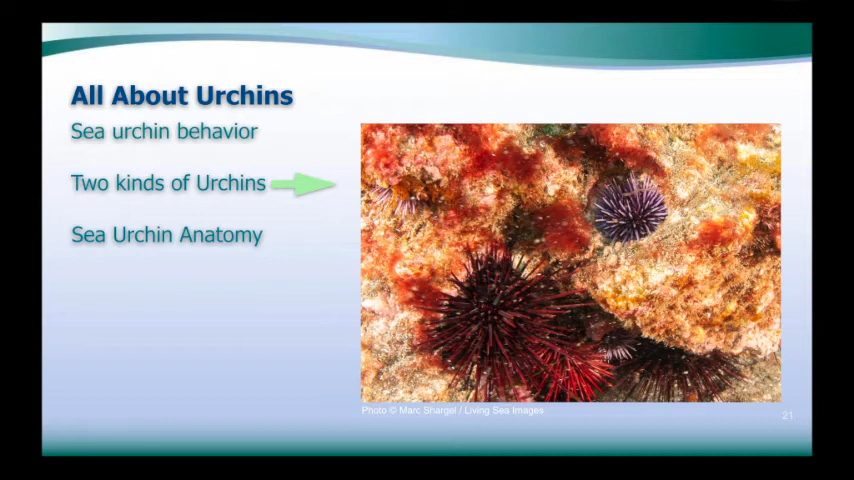 All About Urchins
Sea urchin behavior
Two kinds of Urchins
Sea Urchin Anatomy
Photo © Marc Shargel / Living Sea Images
21